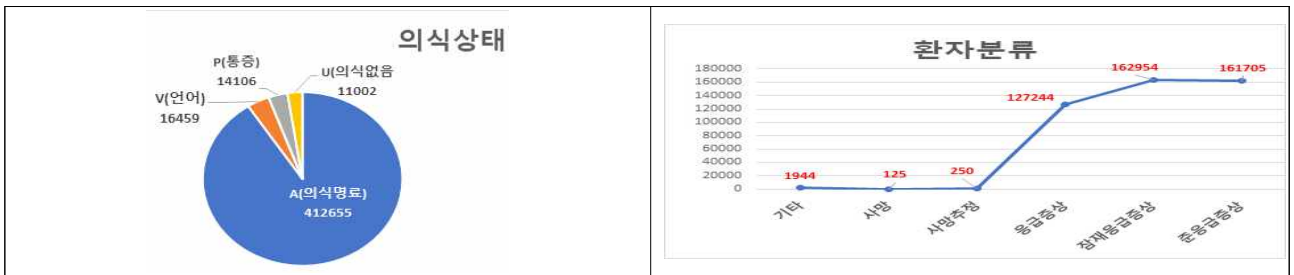 의식상태
P(통증)
14106
U(의식없음
11002
V(언어)
16459
A(의식명료)
412655
환자분류
180000
160000
140000
120000
100000
80000
60000
40000
20000
0
1944
125
250
127244
162954
161705
기타
사망
사망추정
응급증상
잠재응급증상
준응급증상